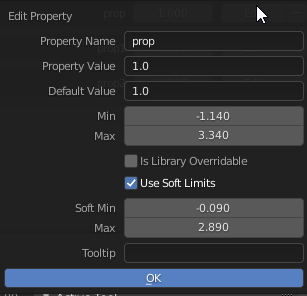 Edit Property
Property Name prop
Property Value 1.0
Default Value 1.0
Min -1.140
Max 3.340
Is Library Overridable
Use Soft Limits
Soft Min -0.090
Max 2.890
Tooltip
OK